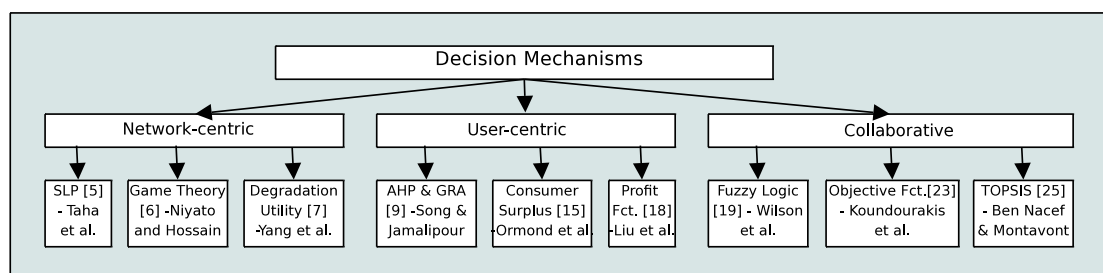 Decision Mechanisms
Network-centric
User-centric
Collaborative
SLP [5]
- Taha
et al.
Game Theory
[6] -Niyato
and Hossain
Degradation
Utility [7]
-Yang et al.
AHP & GRA
[9] -Song &
Jamalipour
Consumer
Surplus [15]
-Ormond et al.
Profit
Fct. [18]
-Liu et al.
Fuzzy Logic
[19] - Wilson
et al.
Objective Fct.[23]
- Koundourakis
et al.
TOPSIS [25]
- Ben Nacef
& Montavont